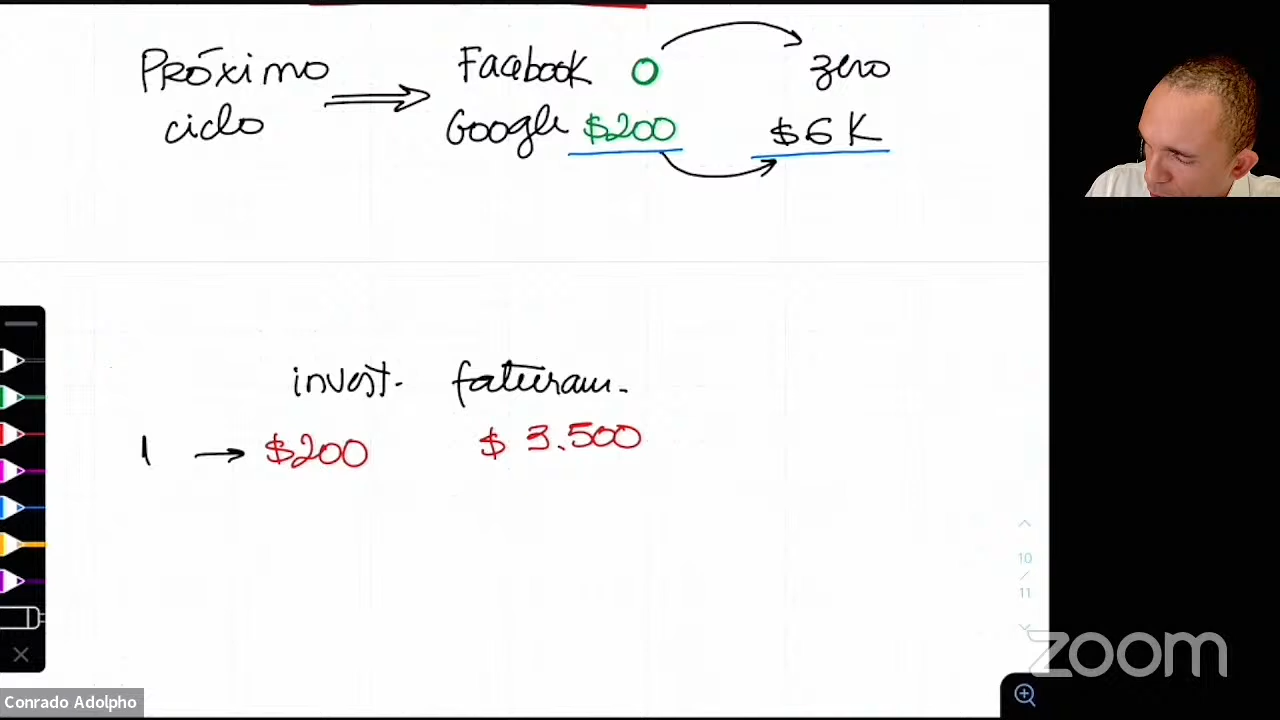 Próximo ciclo
Facebook 0 zero
Google $200 $6K
invest. faturam.
1 → $200 $3.500
10
/
11
zoom
Conrado Adolpho